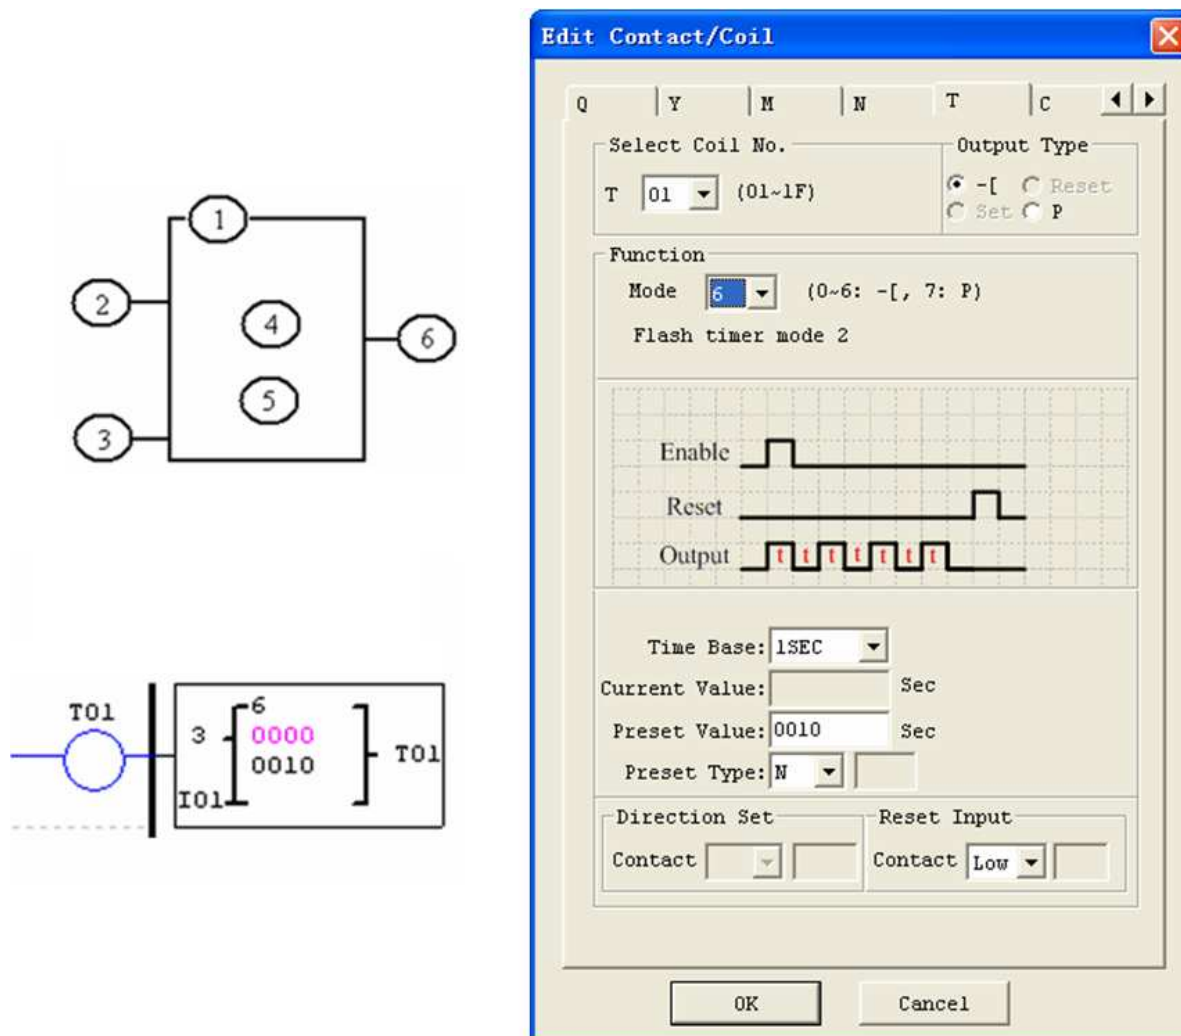 1
2
4
6
5
3
T01
6
3 0000
0010 T01
I01
Edit Contact/Coil
Q Y M N T C
Select Coil No. Output Type
T 01 (01~1F) -[ Reset
Set P
Function
Mode 6 (0~6: -[, 7: P)
Flash timer mode 2
Enable
Reset
Output t t t t t t t
Time Base: 1SEC
Current Value: Sec
Preset Value: 0010 Sec
Preset Type: N
Direction Set Reset Input
Contact Contact Low
OK Cancel